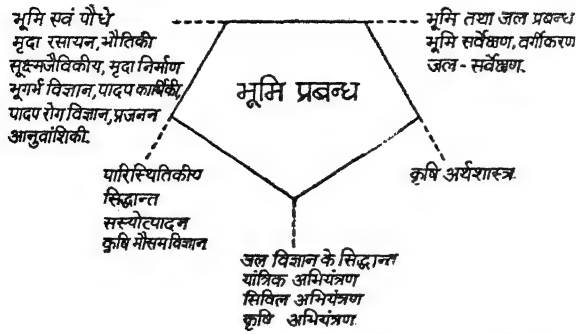 भूमि एवं पौधे
मृदा रसायन, भौतिकी
सूक्ष्मजैविकीय, मृदा निर्माण
भूगर्भ विज्ञान, पादप कार्यिकी,
पादप रोग विज्ञान, प्रजनन
आनुवांशिकी.
भूमि तथा जल प्रबन्ध
भूमि सर्वेक्षण, वर्गीकरण
जल - सर्वेक्षण.
भूमि प्रबन्ध
पारिस्थितिकीय
सिद्धान्त
सस्योत्पादन
कृषि मौसम विज्ञान
कृषि अर्थशास्त्र
जल विज्ञान के सिद्धान्त
यांत्रिक अभियंत्रण
सिविल अभियंत्रण
कृषि अभियंत्रण